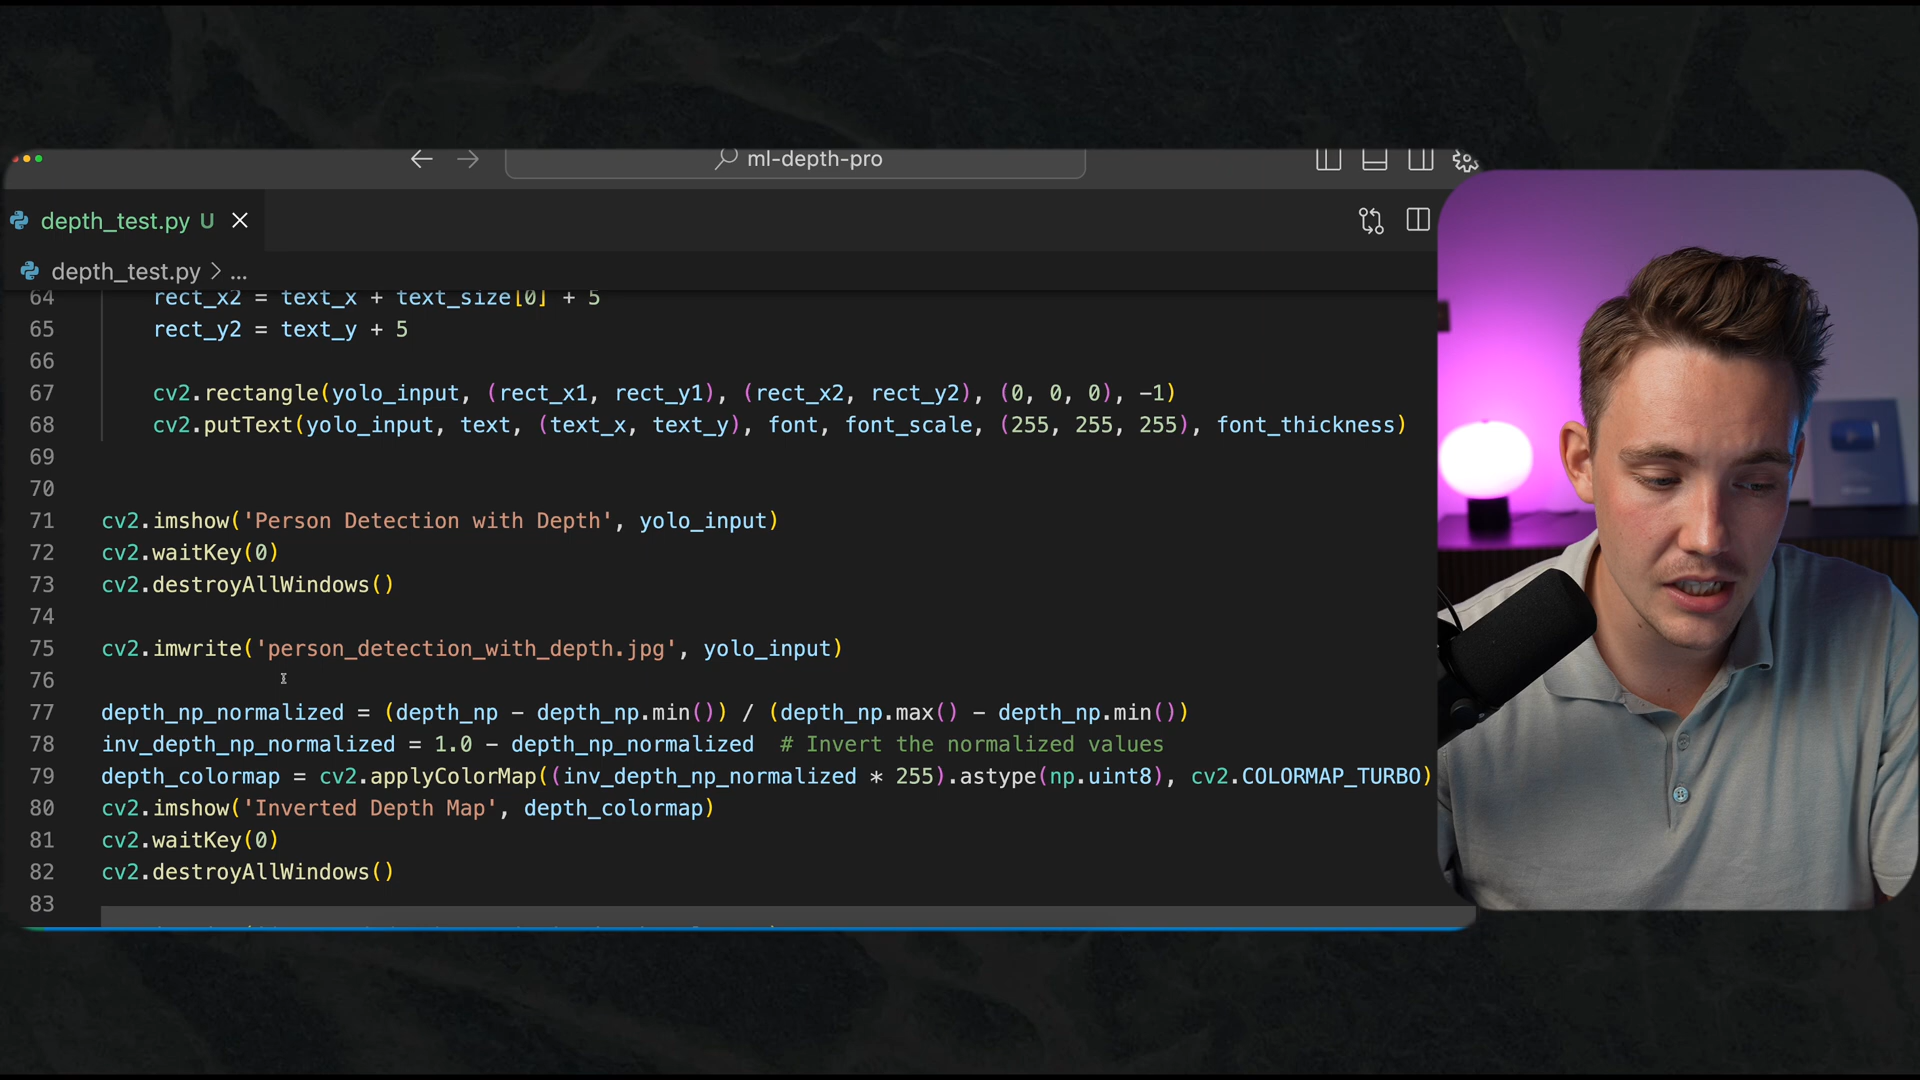 ml-depth-pro
depth_test.py U
depth_test.py > ...
64 rect_x2 = text_x + text_size[0] + 5
65 rect_y2 = text_y + 5
66
67 cv2.rectangle(yolo_input, (rect_x1, rect_y1), (rect_x2, rect_y2), (0, 0, 0), -1)
68 cv2.putText(yolo_input, text, (text_x, text_y), font, font_scale, (255, 255, 255), font_thickness)
69
70
71 cv2.imshow('Person Detection with Depth', yolo_input)
72 cv2.waitKey(0)
73 cv2.destroyAllWindows()
74
75 cv2.imwrite('person_detection_with_depth.jpg', yolo_input)
76
77 depth_np_normalized = (depth_np - depth_np.min()) / (depth_np.max() - depth_np.min())
78 inv_depth_np_normalized = 1.0 - depth_np_normalized # Invert the normalized values
79 depth_colormap = cv2.applyColorMap((inv_depth_np_normalized * 255).astype(np.uint8), cv2.COLORMAP_TURBO)
80 cv2.imshow('Inverted Depth Map', depth_colormap)
81 cv2.waitKey(0)
82 cv2.destroyAllWindows()
83